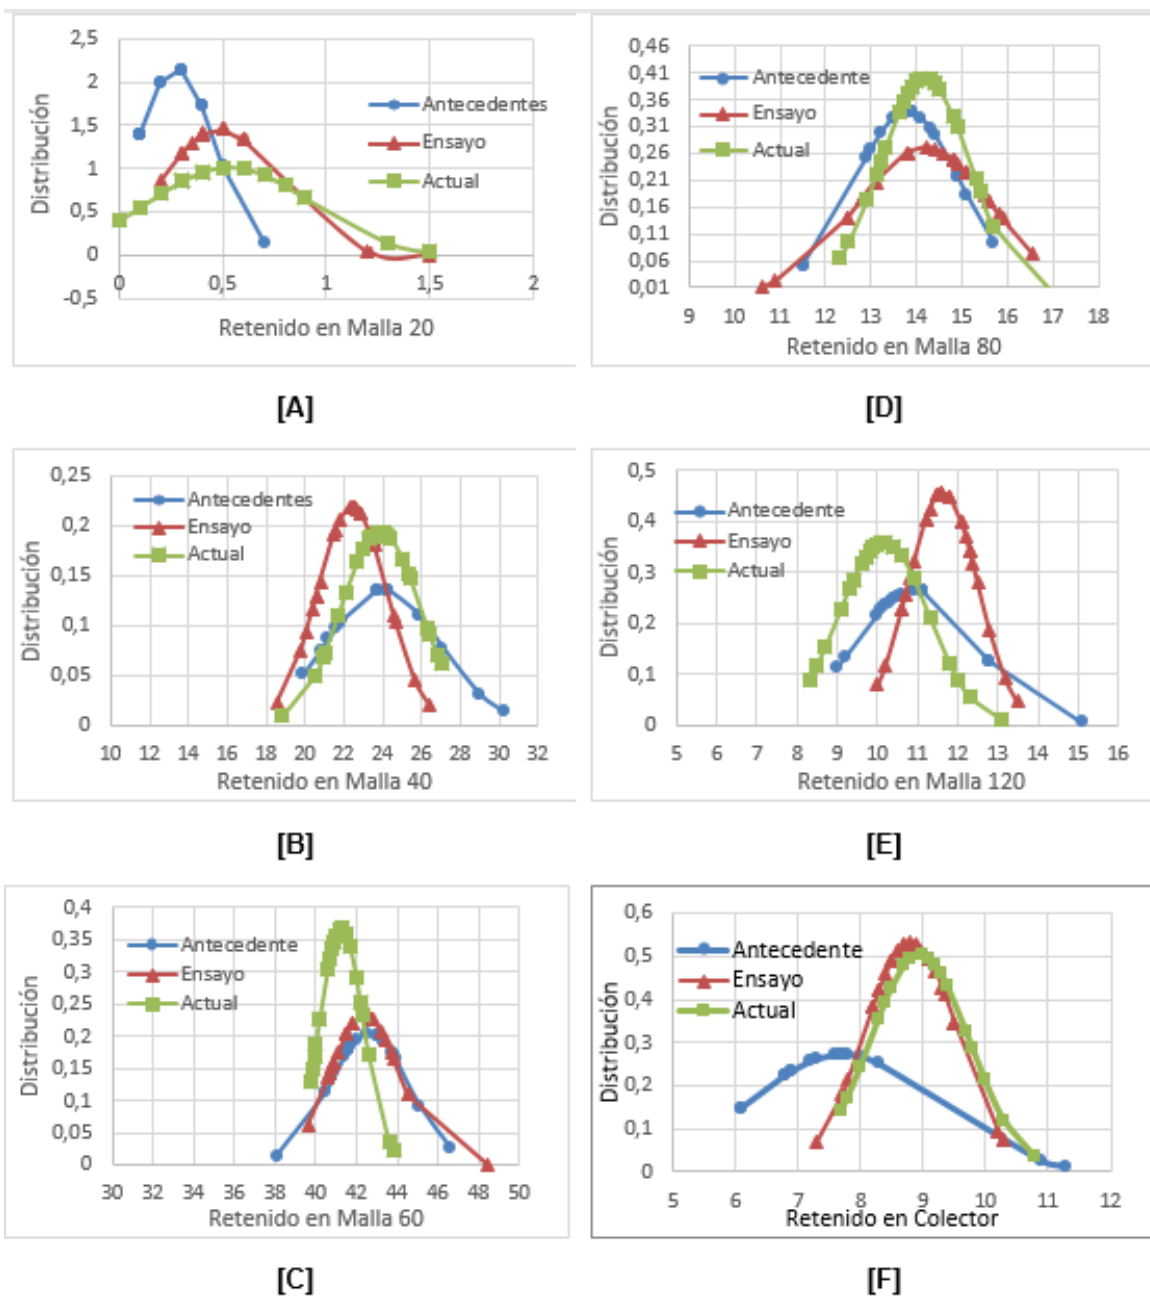 2,5
2
1,5
1
0,5
0
-0,5
Distribución
Antecedentes
Ensayo
Actual
0 0,5 1 1,5 2
Retenido en Malla 20
[A]
0,46
0,41
0,36
0,31
0,26
0,21
0,16
0,11
0,06
0,01
Distribución
Antecedente
Ensayo
Actual
9 10 11 12 13 14 15 16 17 18
Retenido en Malla 80
[D]
0,25
0,2
0,15
0,1
0,05
0
Distribución
Antecedentes
Ensayo
Actual
10 12 14 16 18 20 22 24 26 28 30 32
Retenido en Malla 40
[B]
0,5
0,4
0,3
0,2
0,1
0
Distribución
Antecedente
Ensayo
Actual
5 6 7 8 9 10 11 12 13 14 15 16
Retenido en Malla 120
[E]
0,4
0,35
0,3
0,25
0,2
0,15
0,1
0,05
0
Distribución
Antecedente
Ensayo
Actual
30 32 34 36 38 40 42 44 46 48 50
Retenido en Malla 60
[C]
0,6
0,5
0,4
0,3
0,2
0,1
0
Distribución
Antecedente
Ensayo
Actual
5 6 7 8 9 10 11 12
Retenido en Colector
[F]